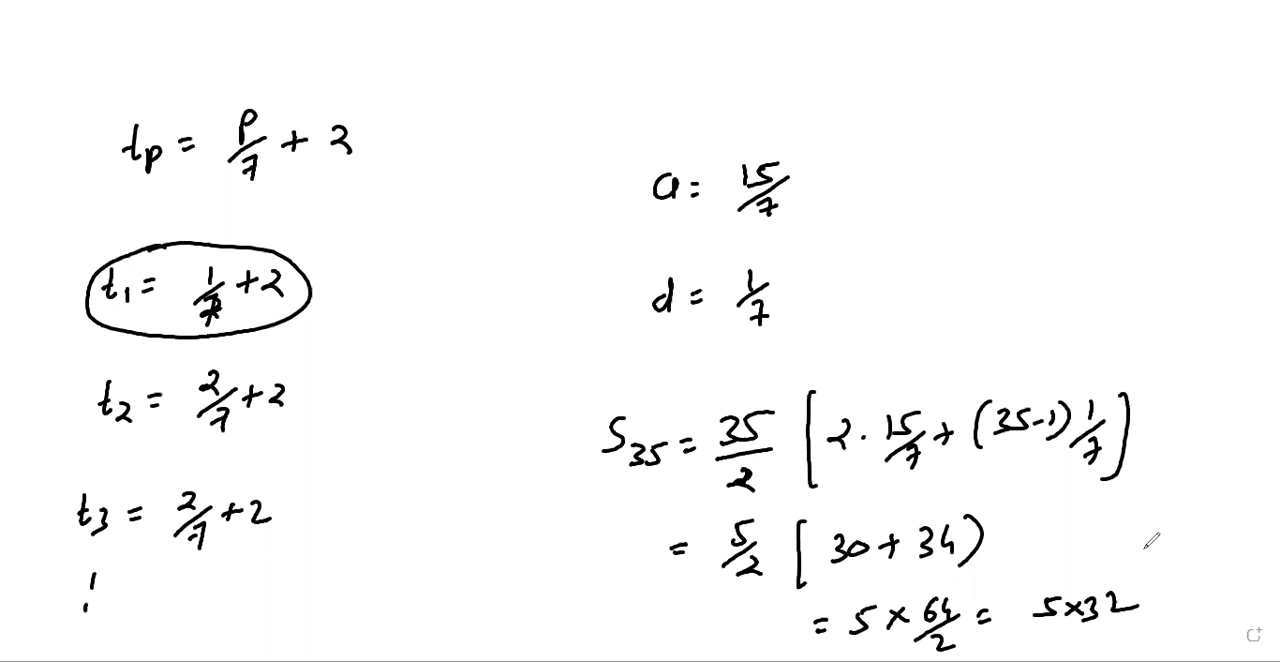 tp = p/7 + 2
t1 = 1/7 + 2
t2 = 2/7 + 2
t3 = 2/7 + 2
!
a = 15/7
d = 1/7
S35 = 35/2 [2 · 15/7 + (35-1) 1/7]
= 5/2 [30 + 34)
= 5 × 64/2 = 5×32